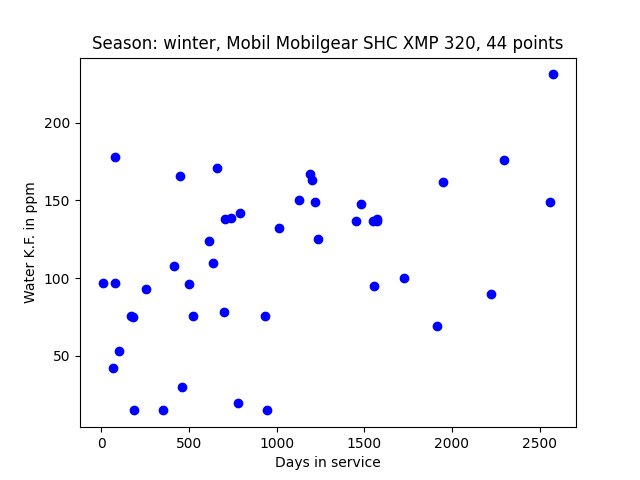 Season: winter, Mobil Mobilgear SHC XMP 320, 44 points
200
150
100
50
Water K.F. in ppm
0 500 1000 1500 2000 2500
Days in service